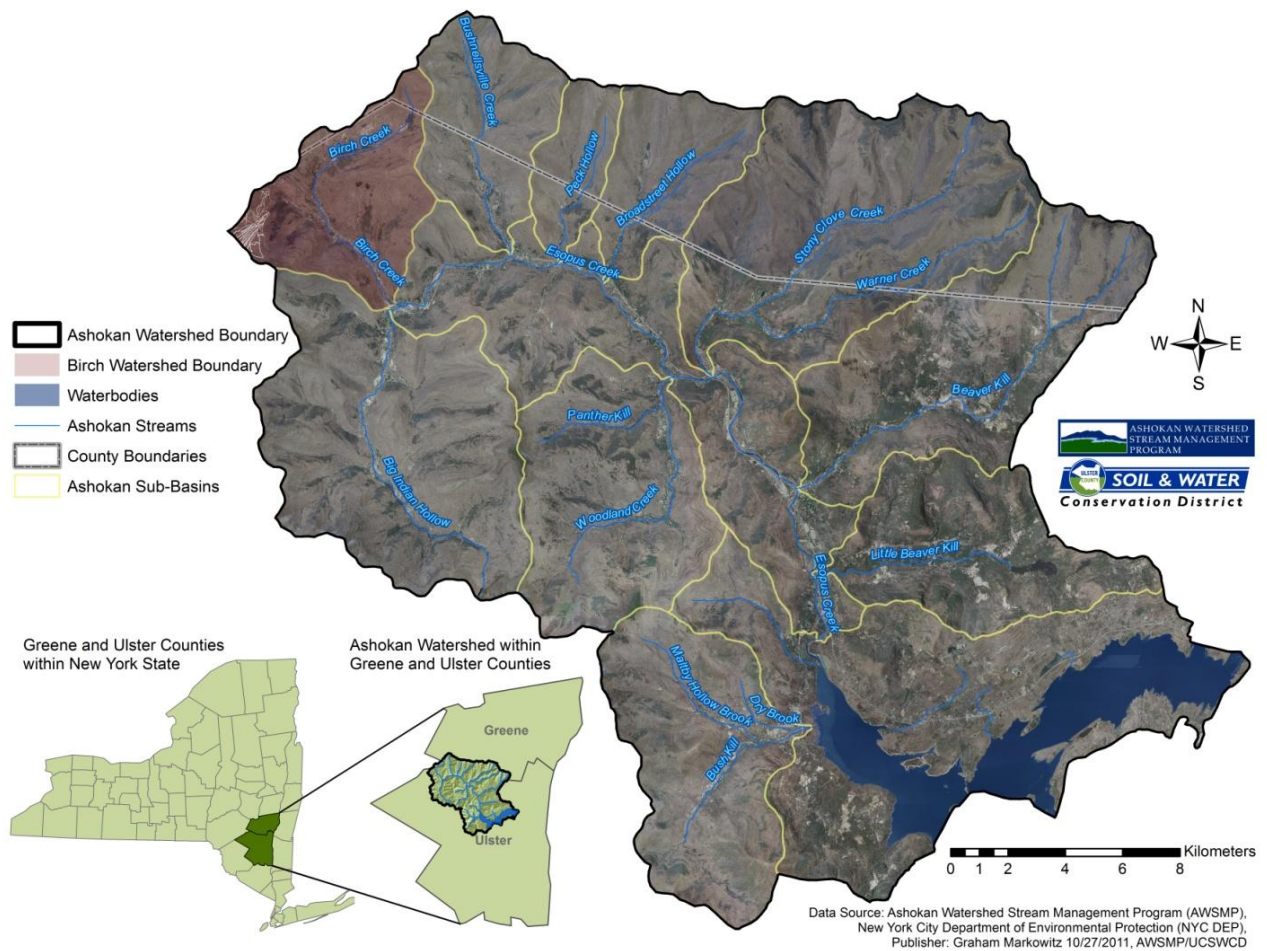 Bushnellsville Creek
Birch Creek
Peck Hollow
Broadstreet Hollow
Stony Clove Creek
Birch Creek
Esopus Creek
Warner Creek
Ashokan Watershed Boundary
Birch Watershed Boundary
Waterbodies
Ashokan Streams
County Boundaries
Ashokan Sub-Basins
N
W
E
S
Beaver Kill
Panther Kill
ASHOKAN WATERSHED
STREAM MANAGEMENT
PROGRAM
ULSTER
COUNTY
SOIL & WATER
Conservation District
Big Indian Hollow
Woodland Creek
Little Beaver Kill
Esopus Creek
Maltby Hollow Brook
Dry Brook
Bush Kill
Greene and Ulster Counties
within New York State
Ashokan Watershed within
Greene and Ulster Counties
Greene
Ulster
Kilometers
0 1 2 4 6 8
Data Source: Ashokan Watershed Stream Management Program (AWSMP),
New York City Department of Environmental Protection (NYC DEP),
Publisher: Graham Markowitz 10/27/2011, AWSMP/UCSWCD